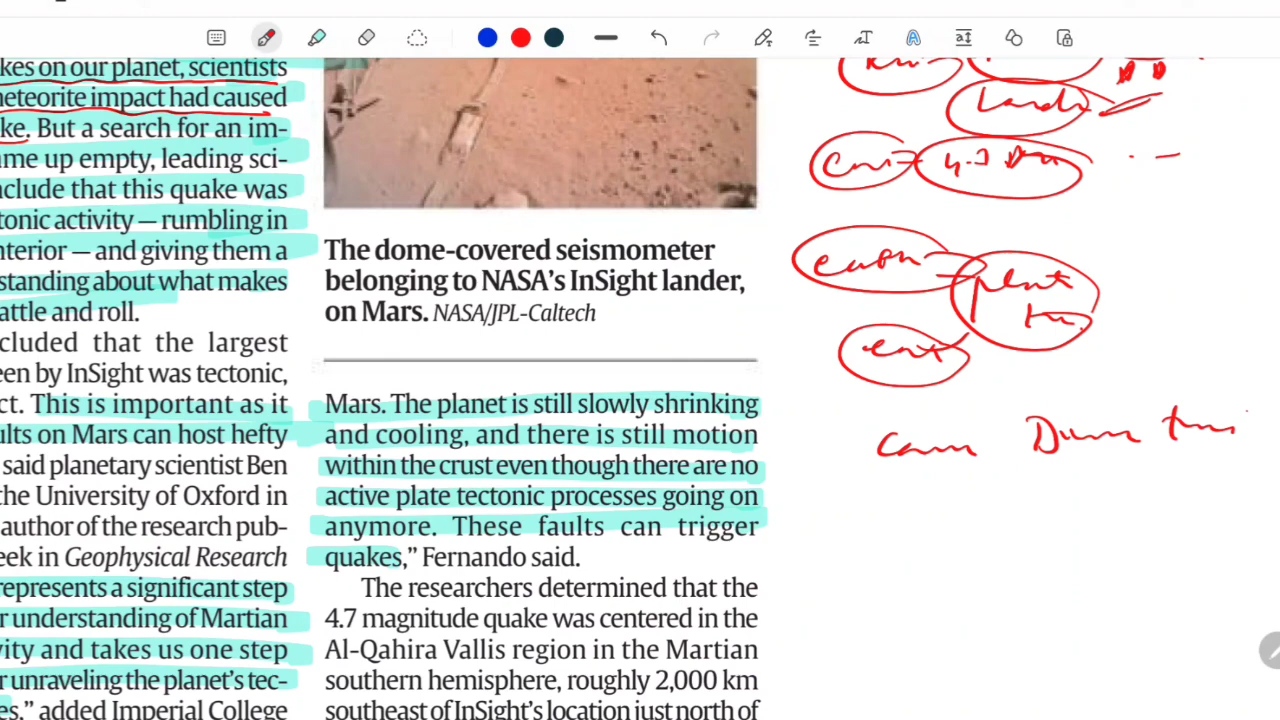 kes on our planet, scientists
neteorite impact had caused
ke. But a search for an im-
ame up empty, leading sci-
nclude that this quake was
tonic activity — rumbling in
nterior — and giving them a
standing about what makes
attle and roll.
cluded that the largest
een by InSight was tectonic,
ct. This is important as it
ults on Mars can host hefty
said planetary scientist Ben
the University of Oxford in
author of the research pub-
eek in Geophysical Research
represents a significant step
r understanding of Martian
vity and takes us one step
r unraveling the planet's tec-
es," added Imperial College
The dome-covered seismometer
belonging to NASA's InSight lander,
on Mars. NASA/JPL-Caltech
Mars. The planet is still slowly shrinking
and cooling, and there is still motion
within the crust even though there are no
active plate tectonic processes going on
anymore. These faults can trigger
quakes," Fernando said.
The researchers determined that the
4.7 magnitude quake was centered in the
Al-Qahira Vallis region in the Martian
southern hemisphere, roughly 2,000 km
southeast of InSight's location just north of